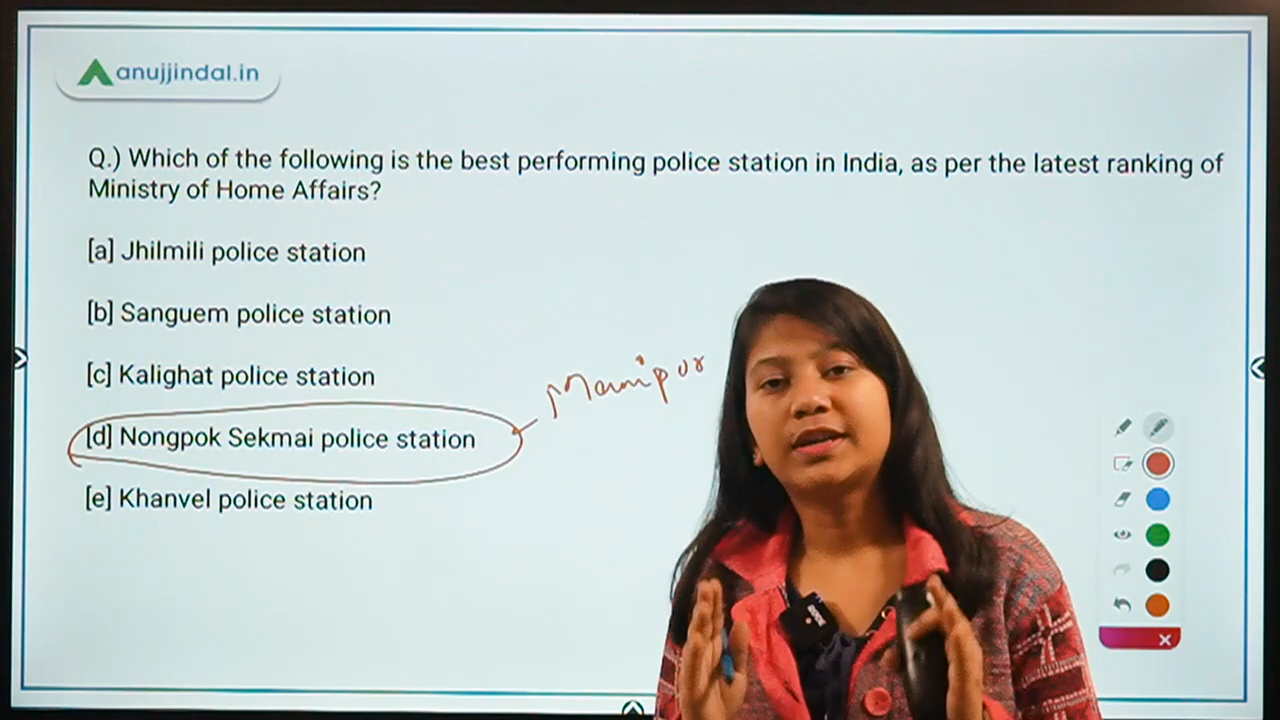 anujjindal.in
Q.) Which of the following is the best performing police station in India, as per the latest ranking of
Ministry of Home Affairs?
[a] Jhilmili police station
[b] Sanguem police station
[c] Kalighat police station
Manipur
[d] Nongpok Sekmai police station
[e] Khanvel police station